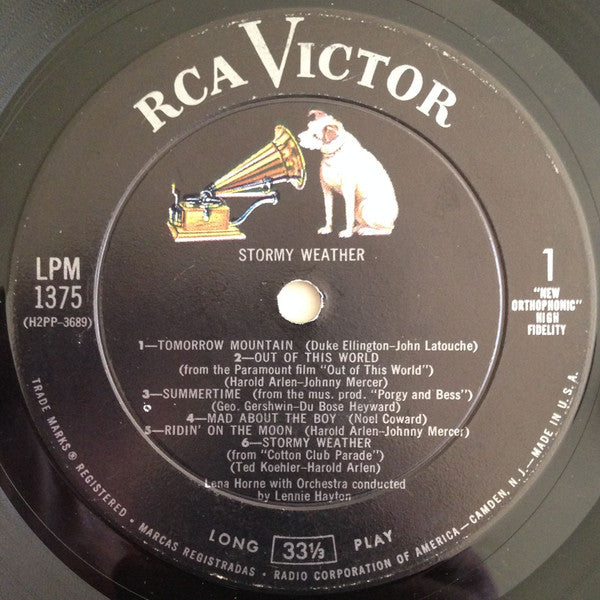 RCA VICTOR
STORMY WEATHER
LPM
1375
(H2PP-3689)
1
"NEW
ORTHOPHONIC"
HIGH
FIDELITY
1—TOMORROW MOUNTAIN (Duke Ellington-John Latouche)
2—OUT OF THIS WORLD
(from the Paramount film "Out of This World")
(Harold Arlen-Johnny Mercer)
3—SUMMERTIME (from the mus. prod. "Porgy and Bess")
(Geo. Gershwin-Du Bose Heyward)
4—MAD ABOUT THE BOY (Noel Coward)
5—RIDIN' ON THE MOON (Harold Arlen-Johnny Mercer)
6—STORMY WEATHER
(from "Cotton Club Parade")
(Ted Koehler-Harold Arlen)
Lena Horne with Orchestra conducted
by Lennie Hayton
LONG 33⅓ PLAY
TRADE MARKS ® REGISTERED • MARCAS REGISTRADAS • RADIO CORPORATION OF AMERICA—CAMDEN, N. J.—MADE IN U. S. A.